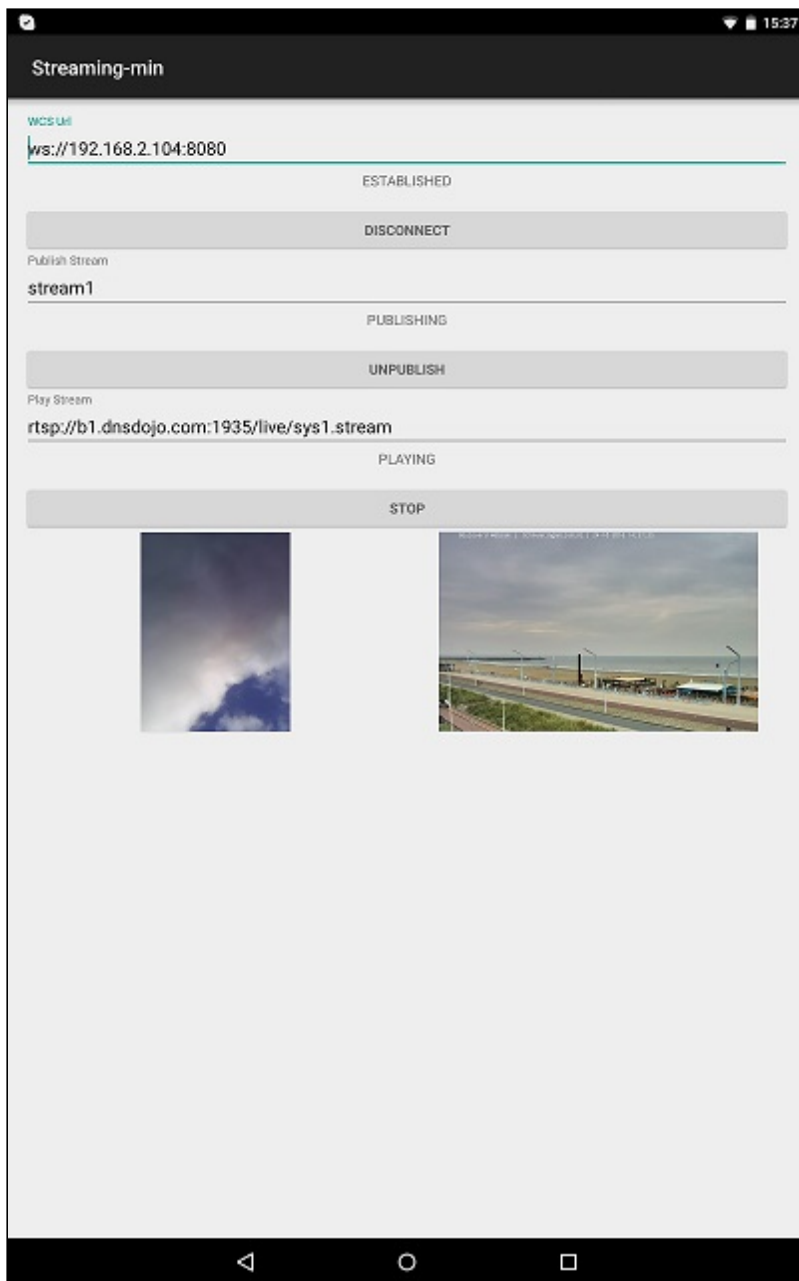 15:37
Streaming-min
WCS Url
ws://192.168.2.104:8080
ESTABLISHED
DISCONNECT
Publish Stream
stream1
PUBLISHING
UNPUBLISH
Play Stream
rtsp://b1.dnsdojo.com:1935/live/sys1.stream
PLAYING
STOP